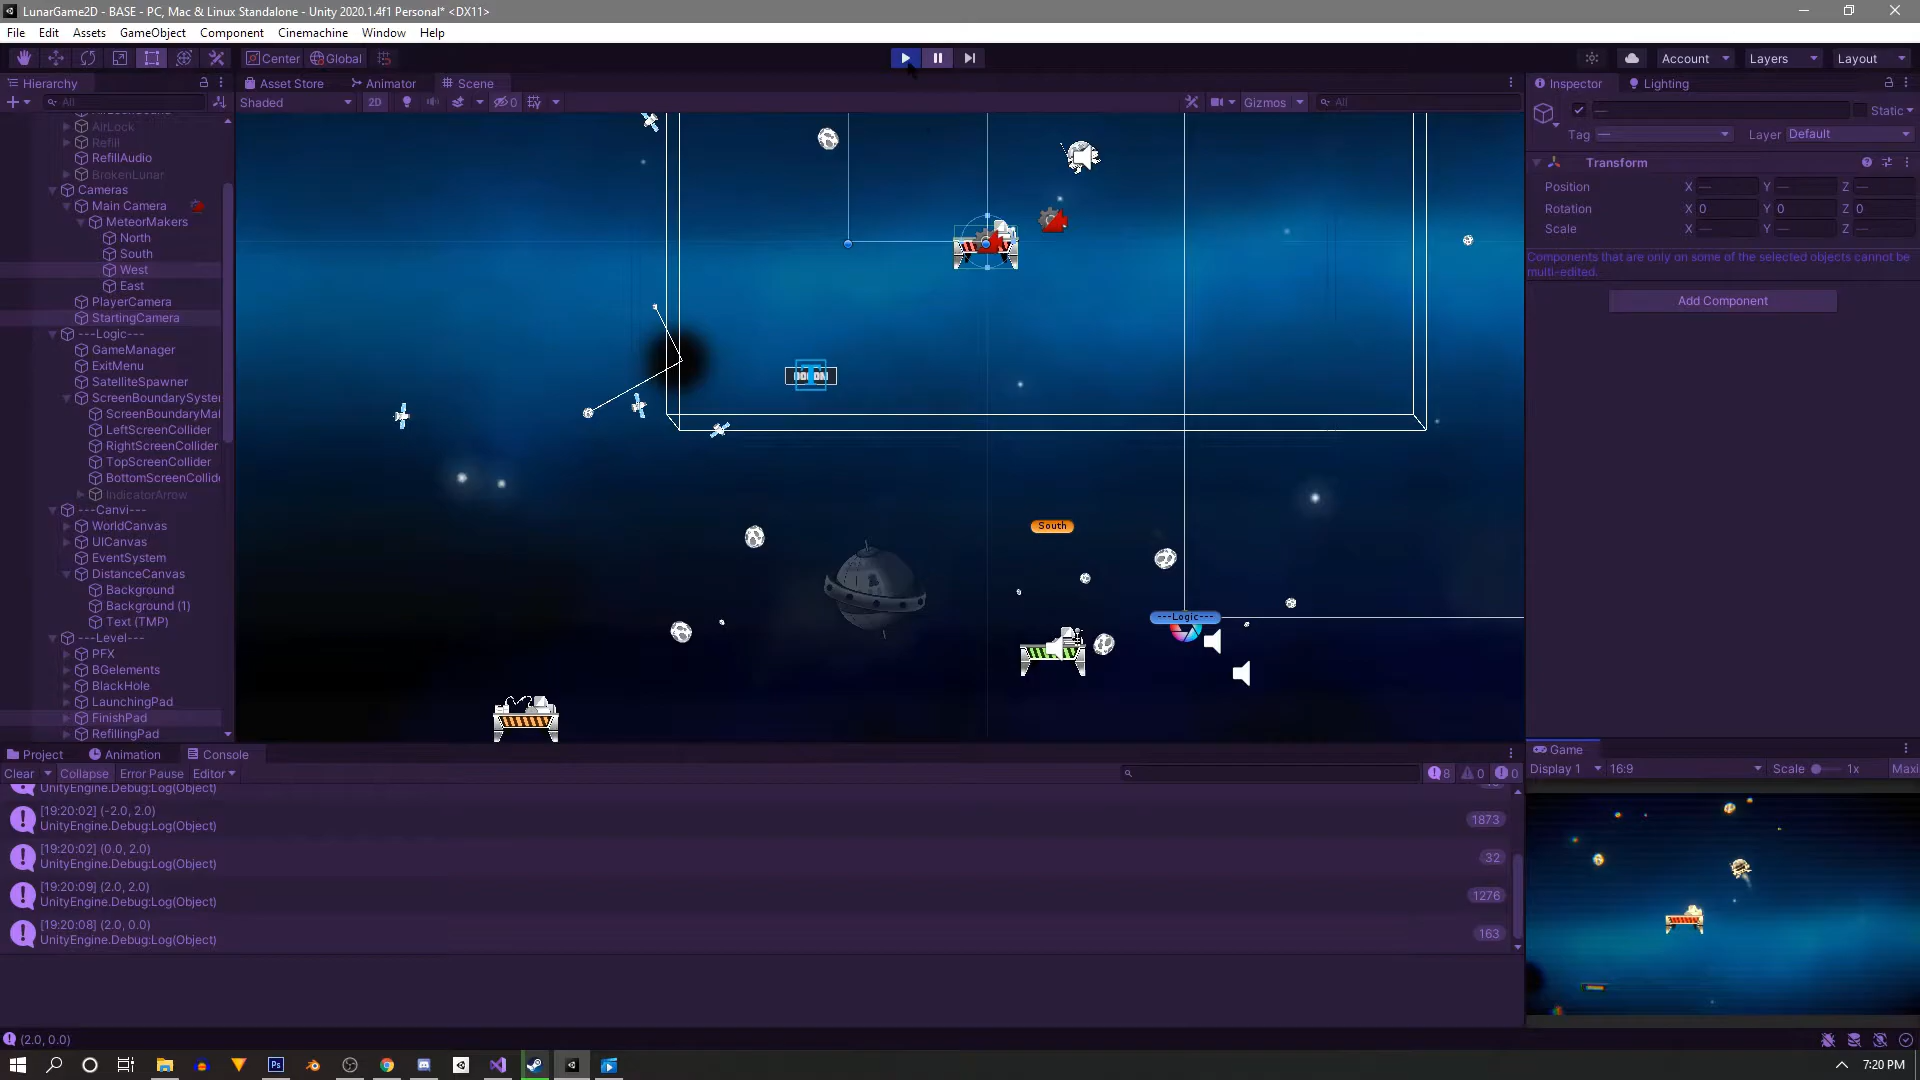 LunarGame2D - BASE - PC, Mac & Linux Standalone - Unity 2020.1.4f1 Personal* <DX11>
File Edit Assets GameObject Component Cinemachine Window Help
Center Global Account Layers Layout
Hierarchy Asset Store Animator Scene Inspector Lighting
All Shaded 2D 0 Gizmos All
— Static
Tag — Layer Default
AirLock
Refill
RefillAudio
BrokenLunar
Cameras
Main Camera
MeteorMakers
North
South
West
East
PlayerCamera
StartingCamera
---Logic---
GameManager
ExitMenu
SatelliteSpawner
ScreenBoundarySyster
ScreenBoundaryMai
LeftScreenCollider
RightScreenCollider
TopScreenCollider
BottomScreenCollide
IndicatorArrow
---Canvi---
WorldCanvas
UICanvas
EventSystem
DistanceCanvas
Background
Background (1)
Text (TMP)
---Level---
PFX
BGelements
BlackHole
LaunchingPad
FinishPad
RefillingPad
South
---Logic---
Transform
Position X — Y — Z —
Rotation X 0 Y 0 Z 0
Scale X — Y — Z —
Components that are only on some of the selected objects cannot be
multi-edited.
Add Component
Project Animation Console
Clear Collapse Error Pause Editor 8 0 0
UnityEngine.Debug:Log(Object)
[19:20:02] (-2.0, 2.0)
UnityEngine.Debug:Log(Object)
1873
[19:20:02] (0.0, 2.0)
UnityEngine.Debug:Log(Object)
32
[19:20:09] (2.0, 2.0)
UnityEngine.Debug:Log(Object)
1276
[19:20:08] (2.0, 0.0)
UnityEngine.Debug:Log(Object)
163
Game
Display 1 16:9 Scale 1x Maxi
(2.0, 0.0)
Ps
7:20 PM